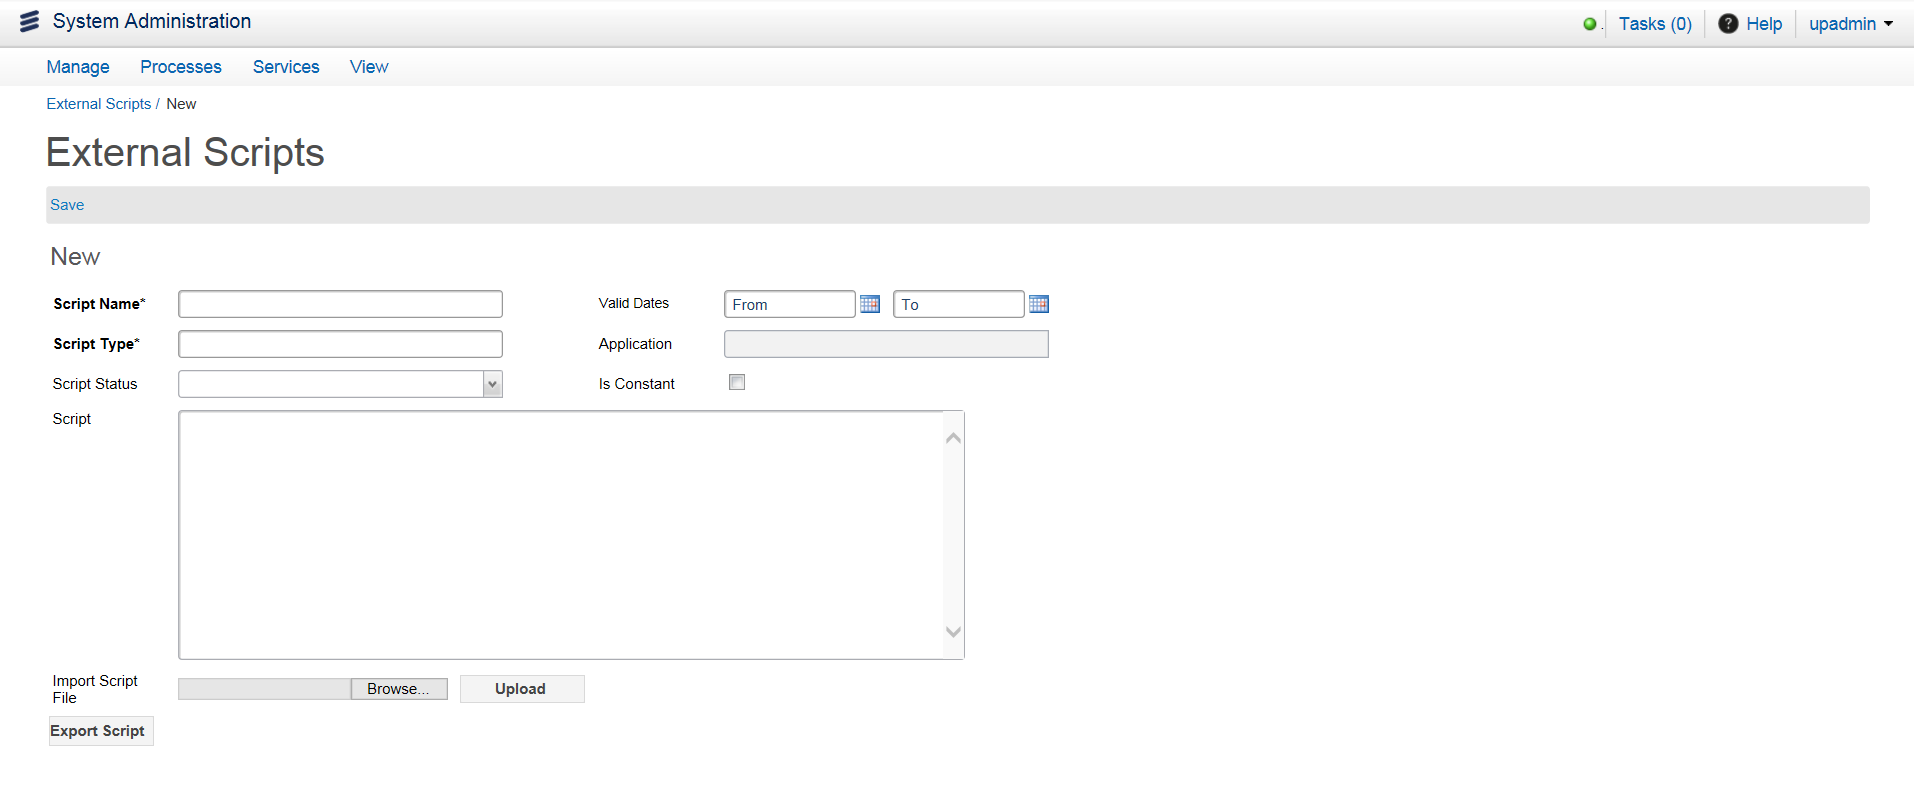 System Administration
. Tasks (0) ? Help upadmin
Manage Processes Services View
External Scripts / New
External Scripts
Save
New
Script Name* Valid Dates From To
Script Type* Application
Script Status Is Constant
Script
Import Script
File Browse... Upload
Export Script